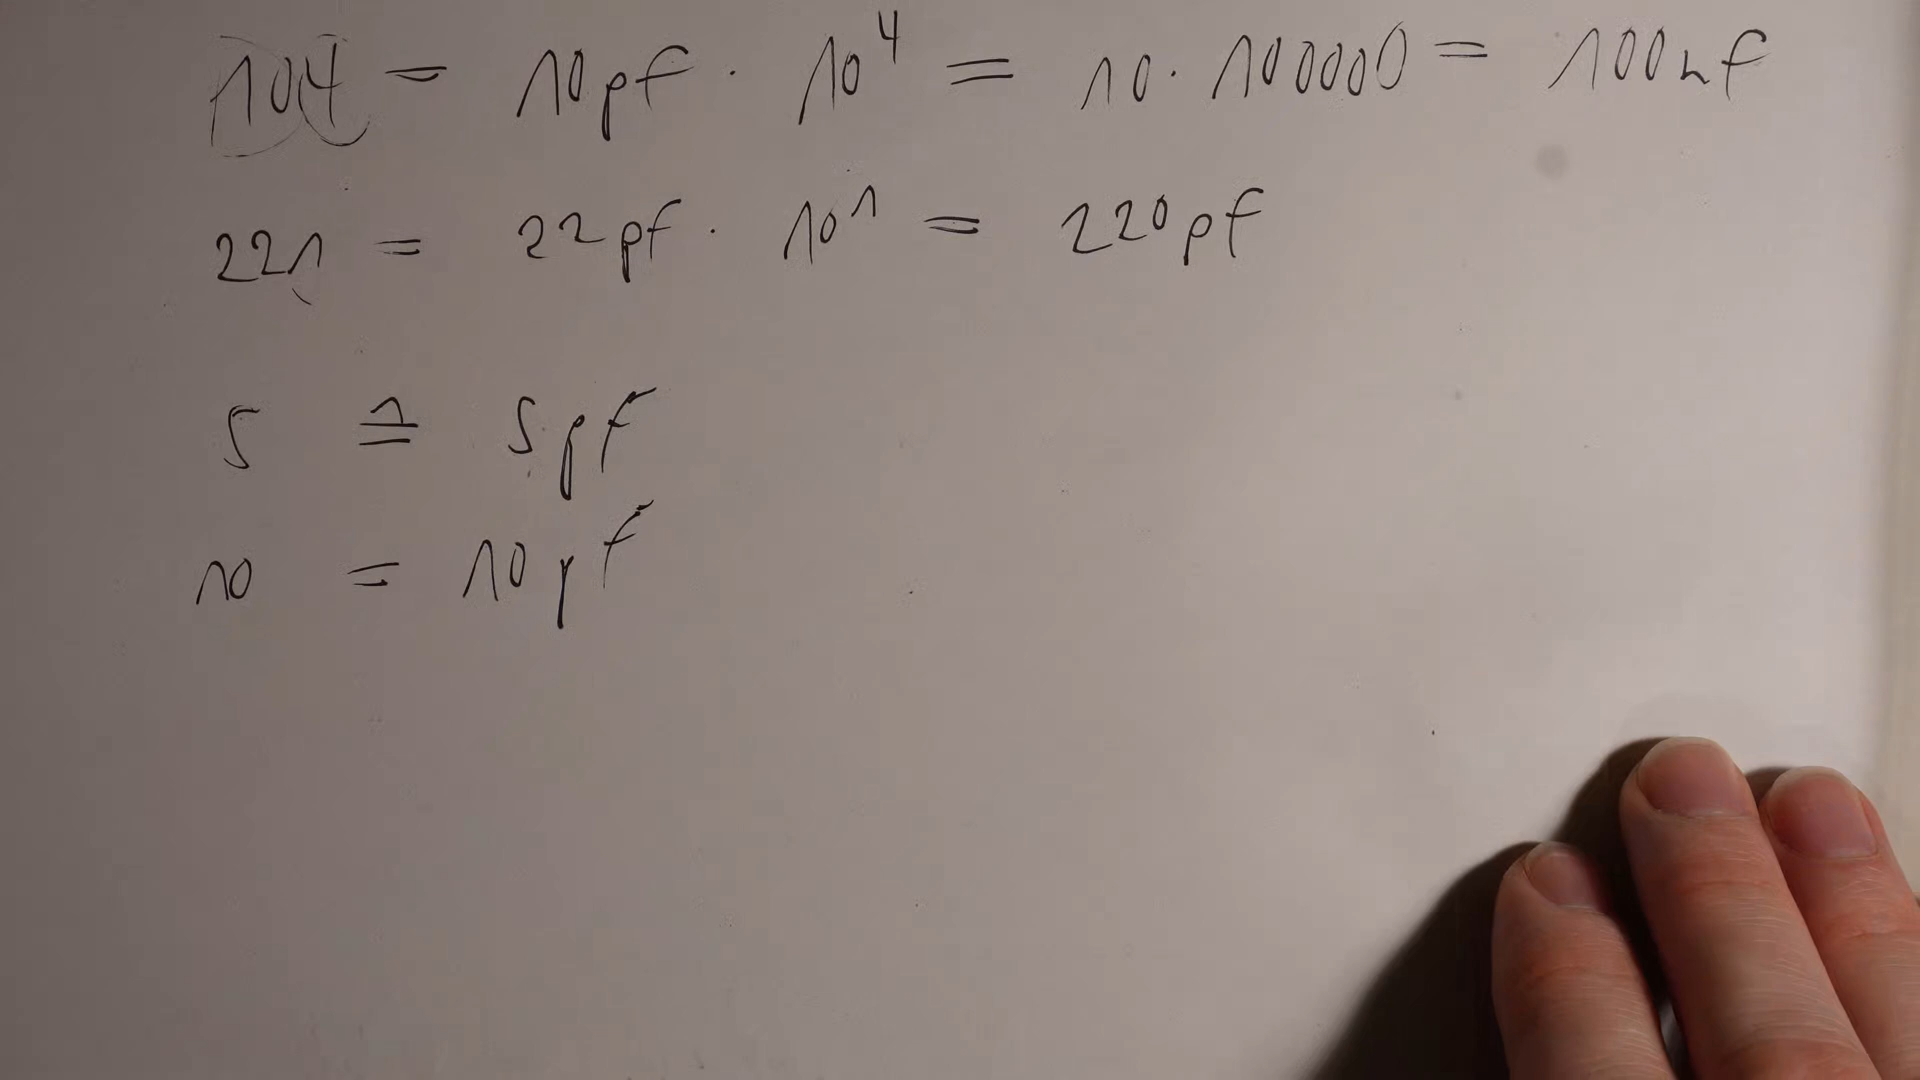 104 = 10pf · 10⁴ = 10 · 100000 = 100nf
221 = 22pf · 10¹ = 220pf
5 ≙ 5pf
10 = 10pf